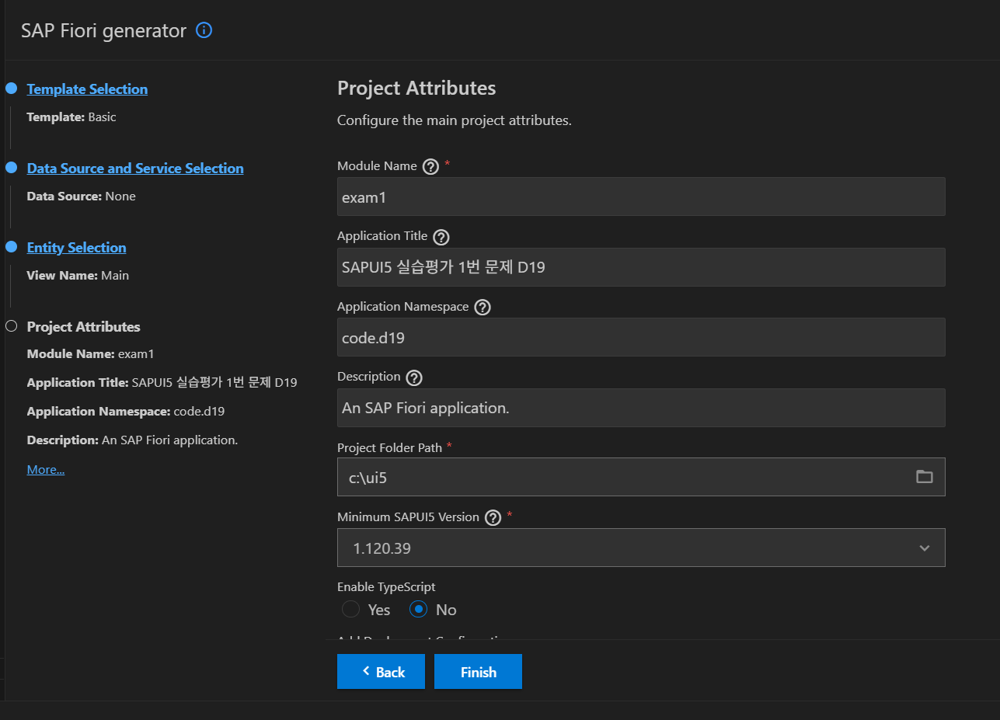 SAP Fiori generator
Template Selection
Template: Basic
Data Source and Service Selection
Data Source: None
Entity Selection
View Name: Main
Project Attributes
Module Name: exam1
Application Title: SAPUI5 실습평가 1번 문제 D19
Application Namespace: code.d19
Description: An SAP Fiori application.
More...
Project Attributes
Configure the main project attributes.
Module Name ? *
exam1
Application Title ?
SAPUI5 실습평가 1번 문제 D19
Application Namespace ?
code.d19
Description ?
An SAP Fiori application.
Project Folder Path *
c:\ui5
Minimum SAPUI5 Version ? *
1.120.39
Enable TypeScript
Yes No
Back Finish